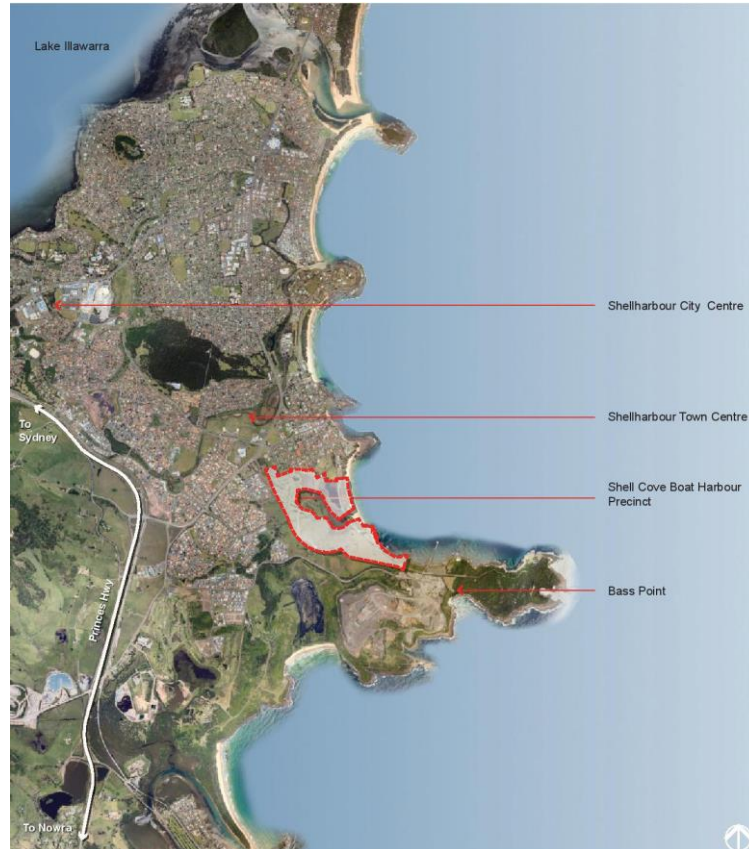 Lake Illawarra
Shellharbour City Centre
Shellharbour Town Centre
To
Sydney
Shell Cove Boat Harbour
Precinct
Princes Hwy
Bass Point
To Nowra